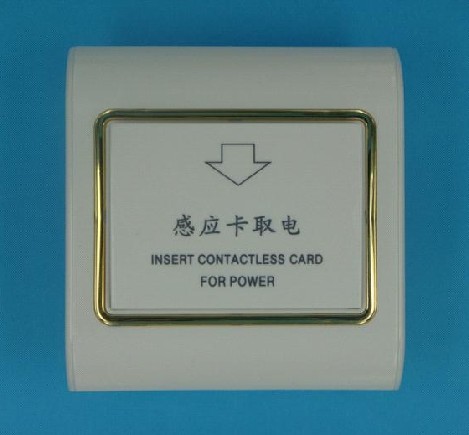 感应卡取电
INSERT CONTACTLESS CARD
FOR POWER